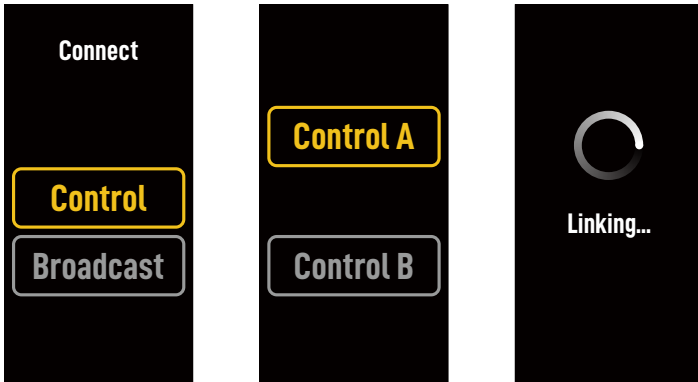 Connect
Control
Broadcast
Control A
Control B
Linking...